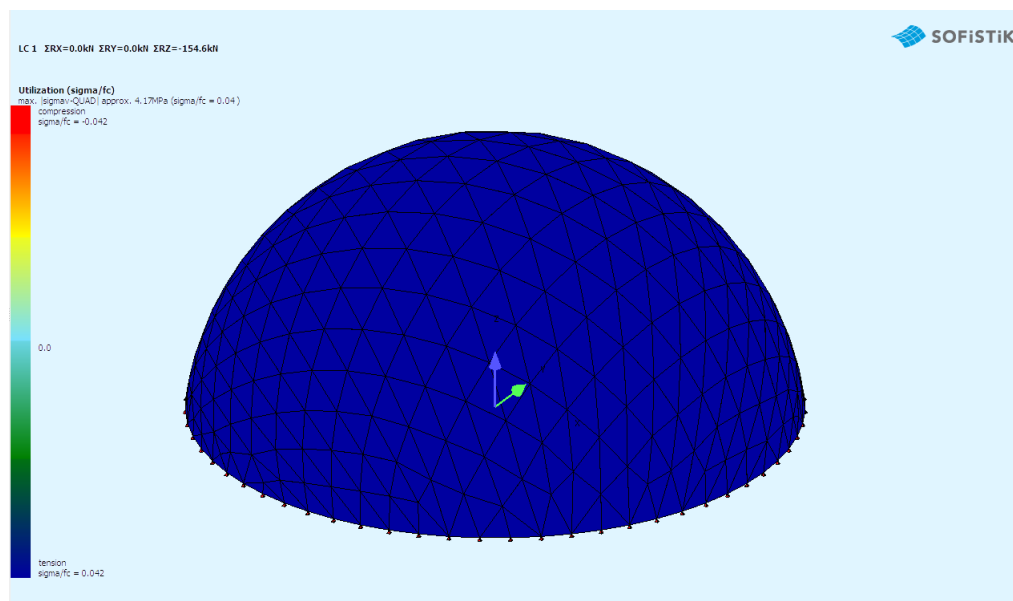 SOFiSTiK
LC 1 ΣRX=0.0kN ΣRY=0.0kN ΣRZ=-154.6kN
Utilization (sigma/fc)
max. |sigmav-QUAD| approx. 4.17MPa (sigma/fc = 0.04 )
compression
sigma/fc = -0.042
0.0
tension
sigma/fc = 0.042